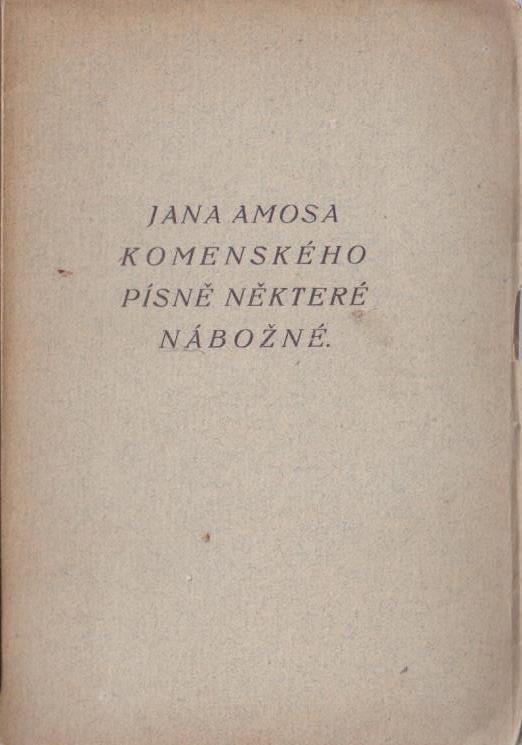 JANA AMOSA
KOMENSKÉHO
PÍSNĚ NĚKTERÉ
NÁBOŽNÉ.